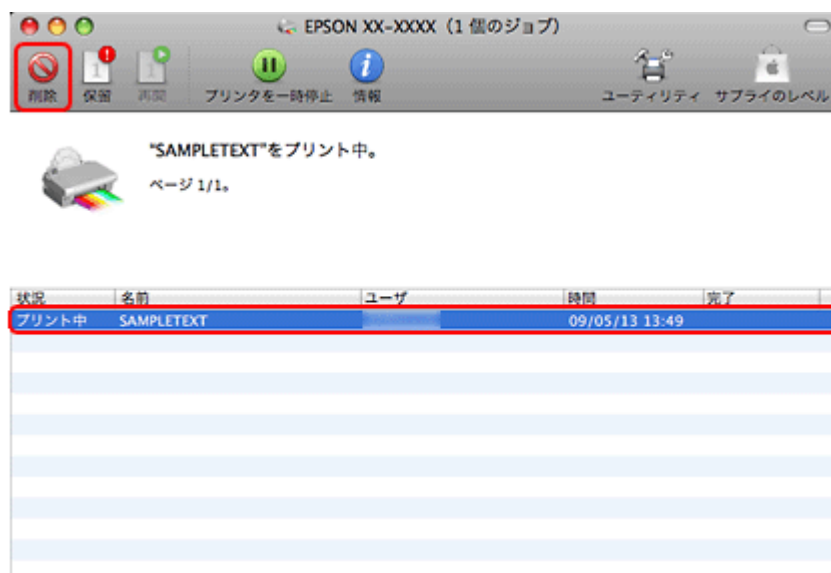 EPSON XX-XXXX（1 個のジョブ）
削除 保留 再開 プリンタを一時停止 情報 ユーティリティ サプライのレベル
"SAMPLETEXT"をプリント中。
ページ 1/1。
状況 名前 ユーザ 時間 完了
プリント中 SAMPLETEXT 09/05/13 13:49